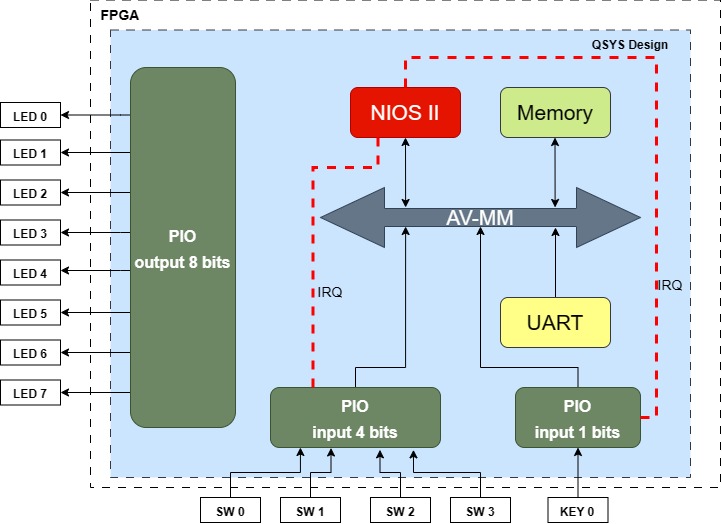 FPGA
QSYS Design
NIOS II
Memory
LED 0
LED 1
LED 2
LED 3
LED 4
LED 5
LED 6
LED 7
PIO
output 8 bits
AV-MM
IRQ
IRQ
UART
PIO
input 4 bits
PIO
input 1 bits
SW 0
SW 1
SW 2
SW 3
KEY 0